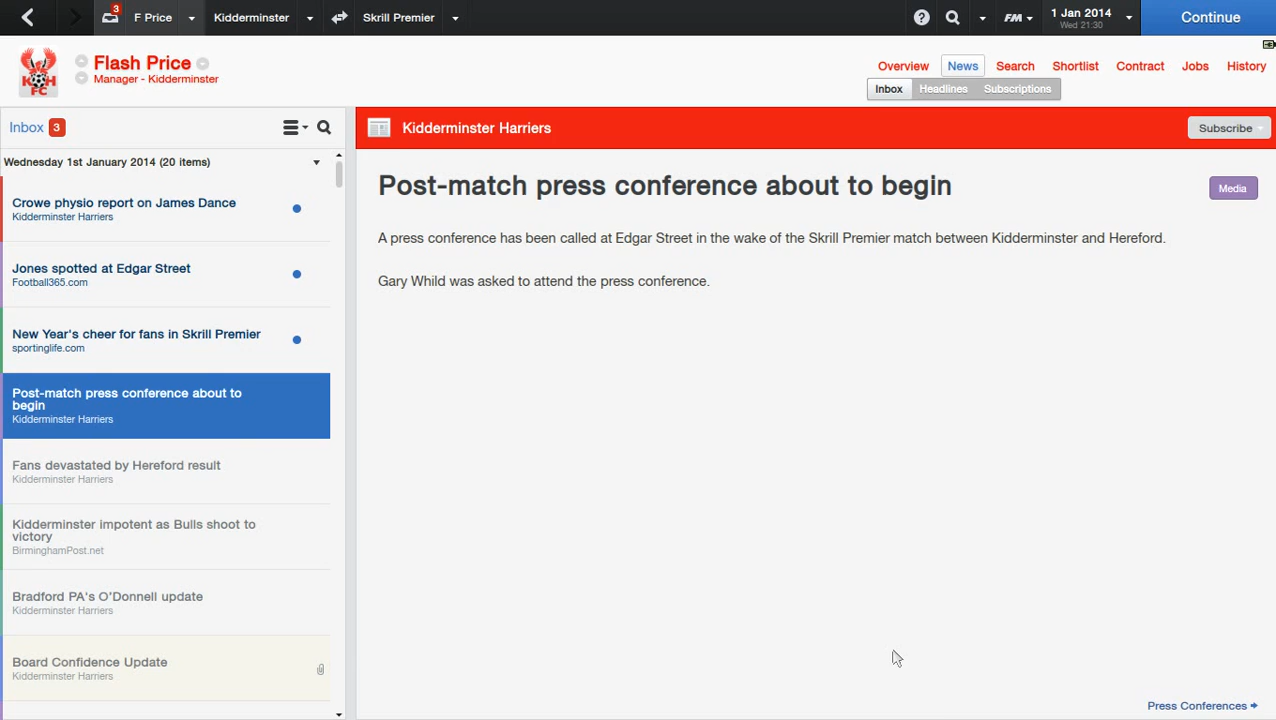 3
F Price
Kidderminster
Skrill Premier
?
FM
1 Jan 2014
Wed 21:30
Continue
KH
FC
Flash Price
Manager - Kidderminster
Overview
News
Search
Shortlist
Contract
Jobs
History
Inbox
Headlines
Subscriptions
Inbox 3
Wednesday 1st January 2014 (20 items)
Crowe physio report on James Dance
Kidderminster Harriers
Jones spotted at Edgar Street
Football365.com
New Year's cheer for fans in Skrill Premier
sportinglife.com
Post-match press conference about to
begin
Kidderminster Harriers
Fans devastated by Hereford result
Kidderminster Harriers
Kidderminster impotent as Bulls shoot to
victory
BirminghamPost.net
Bradford PA's O'Donnell update
Kidderminster Harriers
Board Confidence Update
Kidderminster Harriers
Kidderminster Harriers
Subscribe
Post-match press conference about to begin
Media
A press conference has been called at Edgar Street in the wake of the Skrill Premier match between Kidderminster and Hereford.
Gary Whild was asked to attend the press conference.
Press Conferences